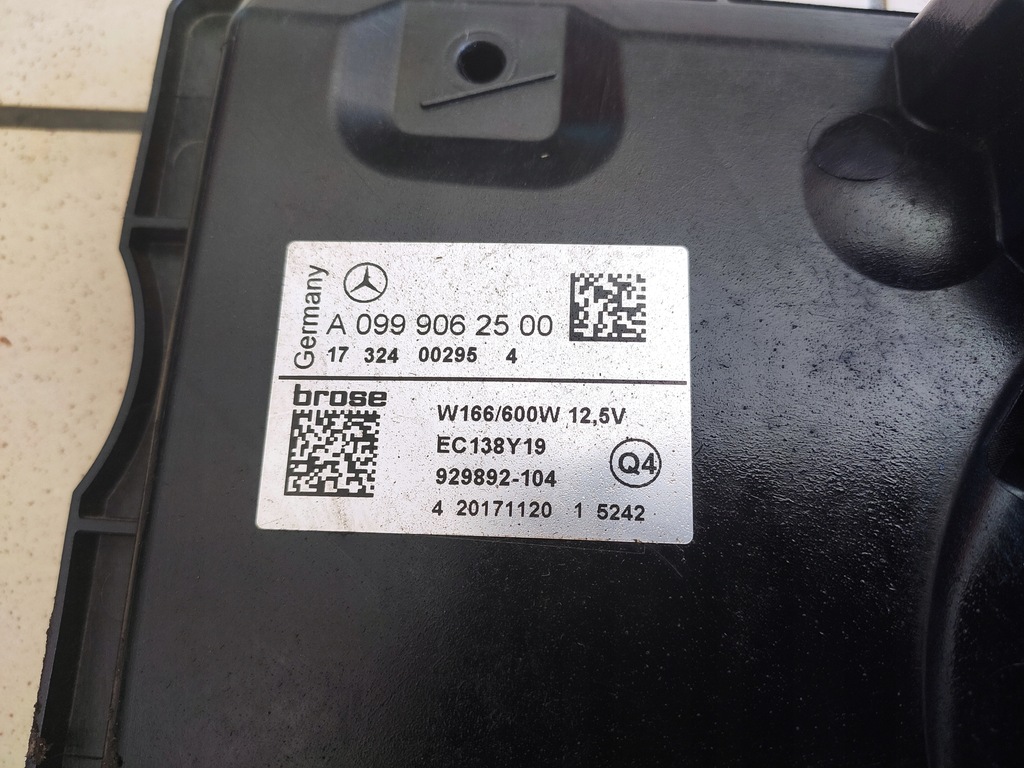 Germany
A 099 906 25 00
17 324 00295 4
brose
W166/600W 12,5V
EC138Y19
Q4
929892-104
4 20171120 1 5242